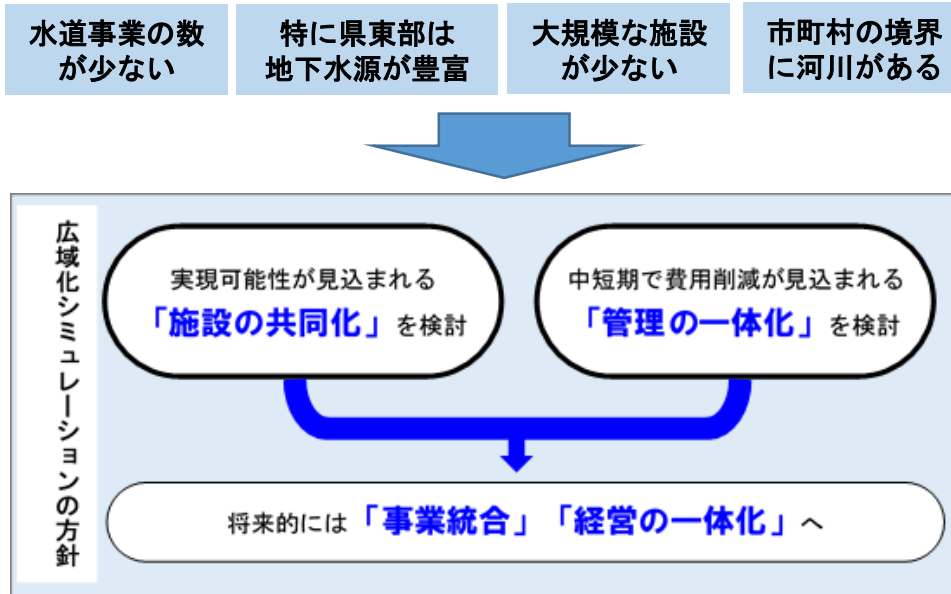 水道事業の数
が少ない
特に県東部は
地下水源が豊富
大規模な施設
が少ない
市町村の境界
に河川がある
広域化シミュレーションの方針
実現可能性が見込まれる
「施設の共同化」を検討
中短期で費用削減が見込まれる
「管理の一体化」を検討
将来的には「事業統合」「経営の一体化」へ